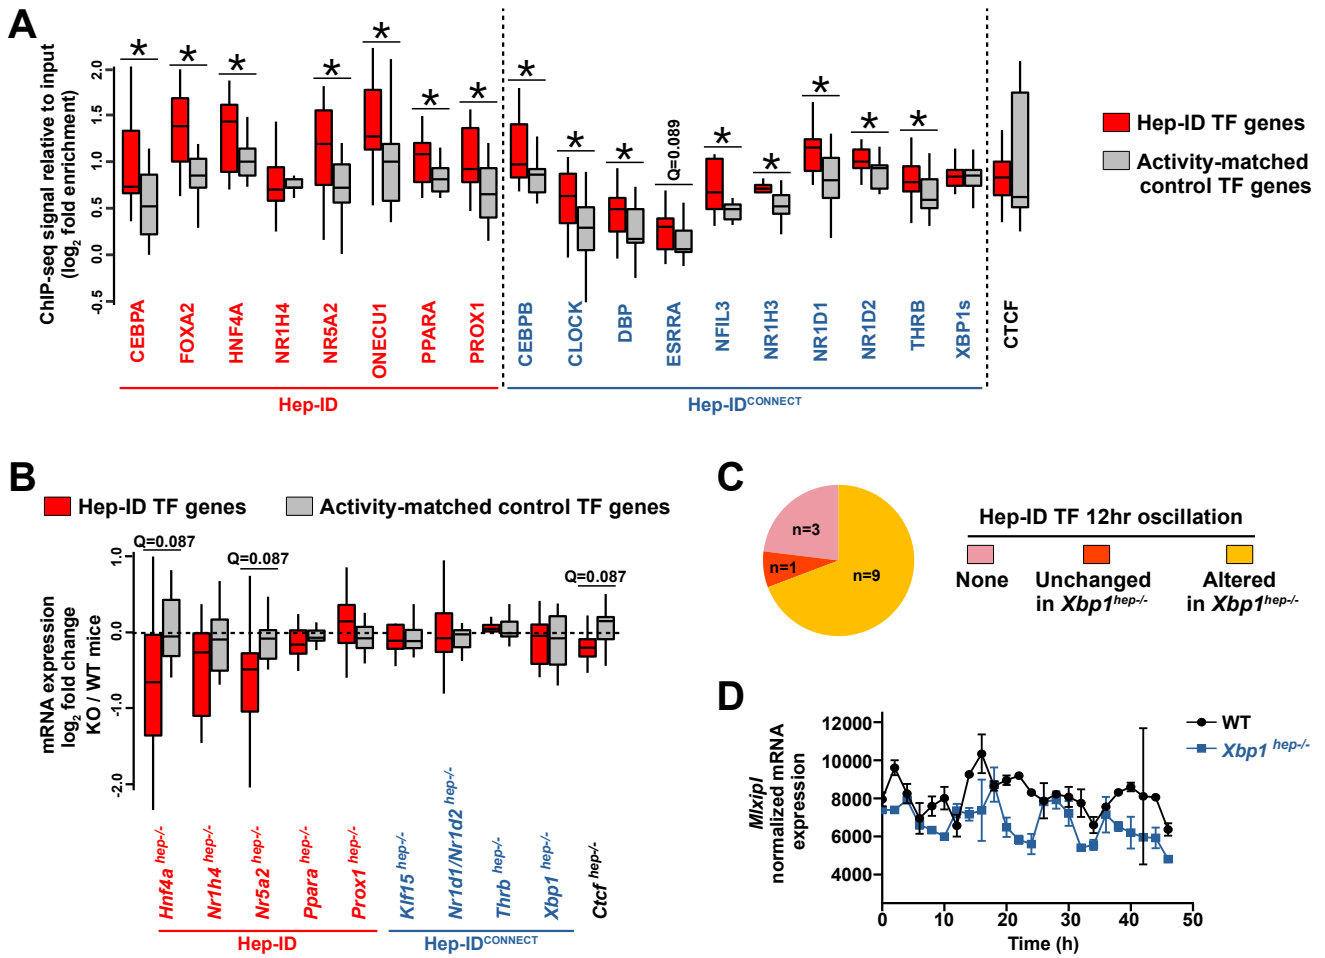 A
ChIP-seq signal relative to input
(log2 fold enrichment)
2.0
1.5
1.0
0.5
0.0
-0.5
*
*
*
*
*
*
*
*
*
*
Q=0.089
*
*
*
*
*
CEBPA
FOXA2
HNF4A
NR1H4
NR5A2
ONECU1
PPARA
PROX1
CEBPB
CLOCK
DBP
ESRRA
NFIL3
NR1H3
NR1D1
NR1D2
THRB
XBP1s
CTCF
Hep-ID
Hep-IDCONNECT
Hep-ID TF genes
Activity-matched
control TF genes
B
Hep-ID TF genes
Activity-matched control TF genes
mRNA expression
log2 fold change
KO / WT mice
1.0
0.0
-1.0
-2.0
Q=0.087
Q=0.087
Q=0.087
Hnf4a hep-/-
Nr1h4 hep-/-
Nr5a2 hep-/-
Ppara hep-/-
Prox1 hep-/-
Klf15 hep-/-
Nr1d1/Nr1d2 hep-/-
Thrb hep-/-
Xbp1 hep-/-
Ctcf hep-/-
Hep-ID
Hep-IDCONNECT
C
n=3
n=1
n=9
Hep-ID TF 12hr oscillation
None
Unchanged
in Xbp1hep-/-
Altered
in Xbp1hep-/-
D
Mlxipl
normalized mRNA
expression
12000
10000
8000
6000
4000
0
10
20
30
40
50
Time (h)
WT
Xbp1 hep-/-